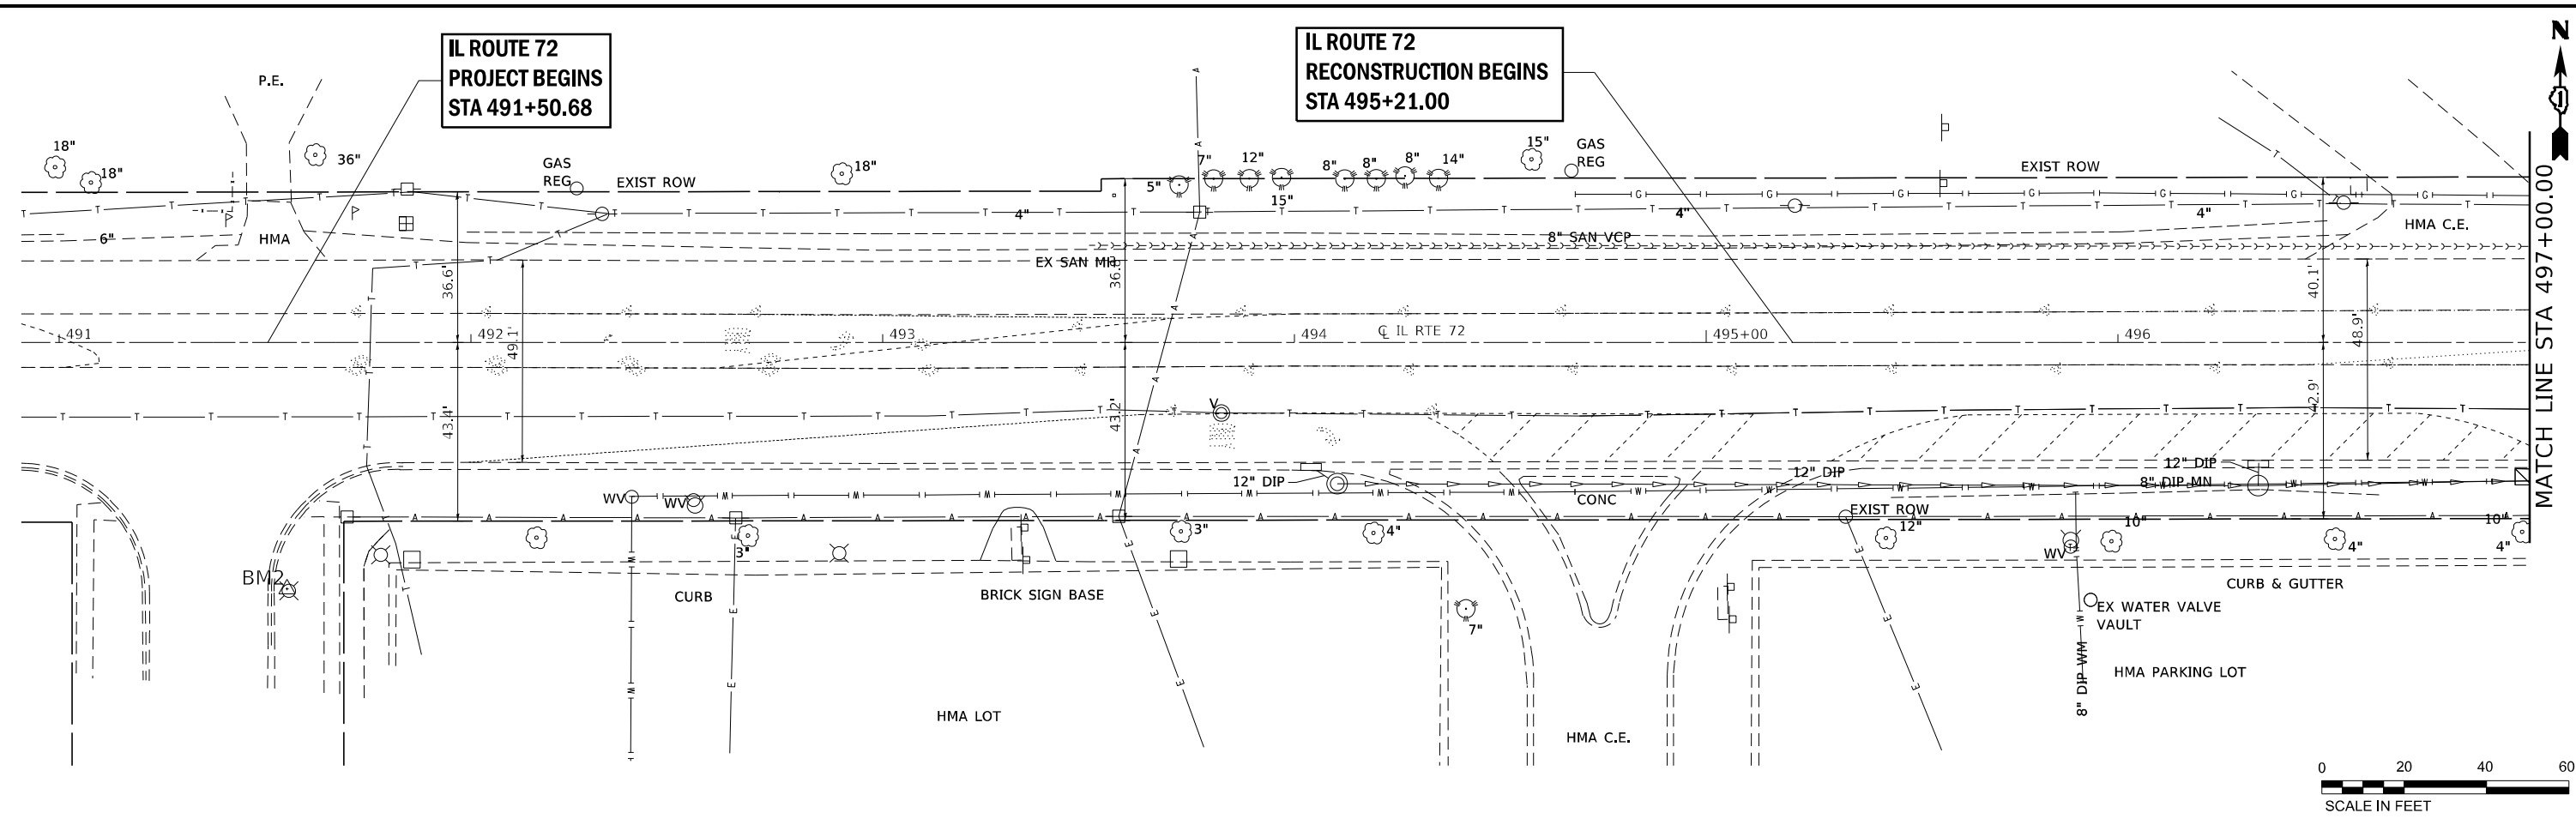 IL ROUTE 72
PROJECT BEGINS
STA 491+50.68
IL ROUTE 72
RECONSTRUCTION BEGINS
STA 495+21.00
N
P.E.
18"
18"
36"
GAS
REG
EXIST ROW
18"
5"
7"
12"
15"
8"
8"
8"
14"
15"
GAS
REG
EXIST ROW
6"
HMA
4"
4"
4"
HMA C.E.
8" SAN VCP
EX SAN MH
36.6'
49.1'
43.4'
43.2'
40.1'
42.9'
48.9'
491
492
493
494
℄ IL RTE 72
495+00
496
MATCH LINE STA 497+00.00
V
WV
WV
12" DIP
CONC
12" DIP
12" DIP
8" DIP MN
EXIST ROW
3"
3"
4"
12"
10"
4"
10"
4"
WV
BM2
CURB
BRICK SIGN BASE
7"
CURB & GUTTER
EX WATER VALVE
VAULT
8" DIP WM
HMA PARKING LOT
HMA LOT
HMA C.E.
0 20 40 60
SCALE IN FEET